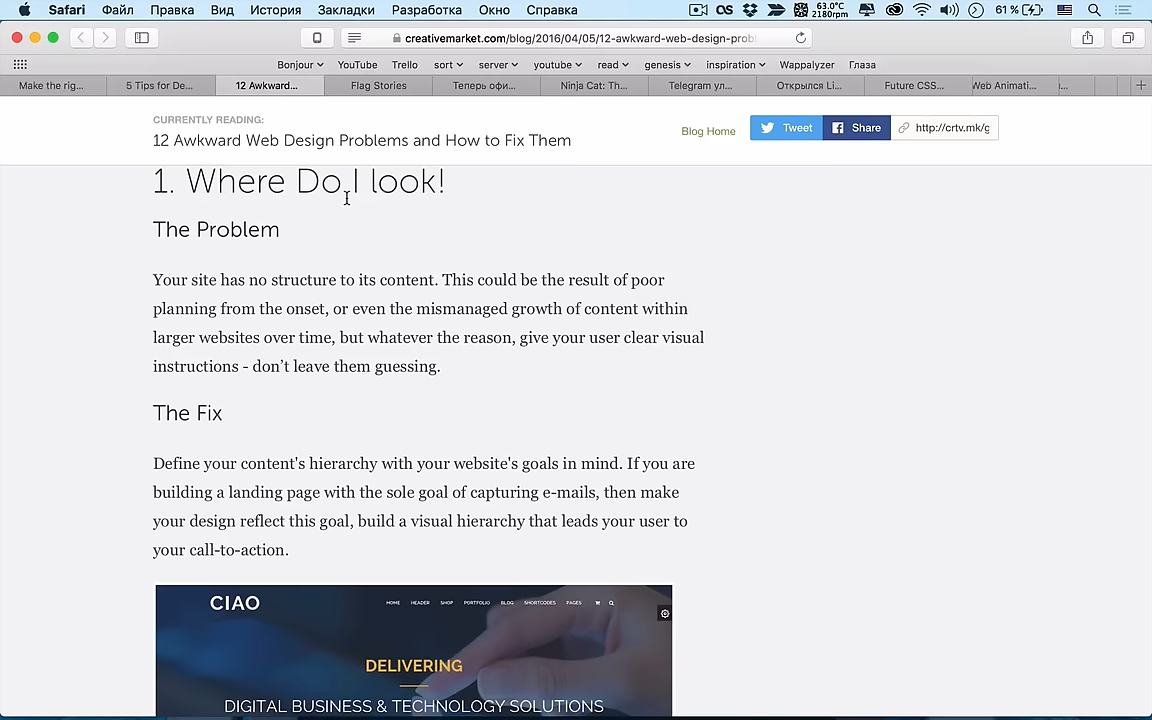 Safari Файл Правка Вид История Закладки Разработка Окно Справка 63.0°C 2180rpm 61 %
creativemarket.com/blog/2016/04/05/12-awkward-web-design-prob
Bonjour YouTube Trello sort server youtube read genesis inspiration Wappalyzer Глаза
Make the rig... 5 Tips for De... 12 Awkward... Flag Stories Теперь офи... Ninja Cat: Th... Telegram ул... Открылся Li... Future CSS... Web Animati...
CURRENTLY READING:
12 Awkward Web Design Problems and How to Fix Them
Blog Home Tweet Share http://crtv.mk/g
1. Where Do I look!
The Problem
Your site has no structure to its content. This could be the result of poor
planning from the onset, or even the mismanaged growth of content within
larger websites over time, but whatever the reason, give your user clear visual
instructions - don't leave them guessing.
The Fix
Define your content's hierarchy with your website's goals in mind. If you are
building a landing page with the sole goal of capturing e-mails, then make
your design reflect this goal, build a visual hierarchy that leads your user to
your call-to-action.
CIAO HOME HEADER SHOP PORTFOLIO BLOG SHORTCODES PAGES
DELIVERING
DIGITAL BUSINESS & TECHNOLOGY SOLUTIONS